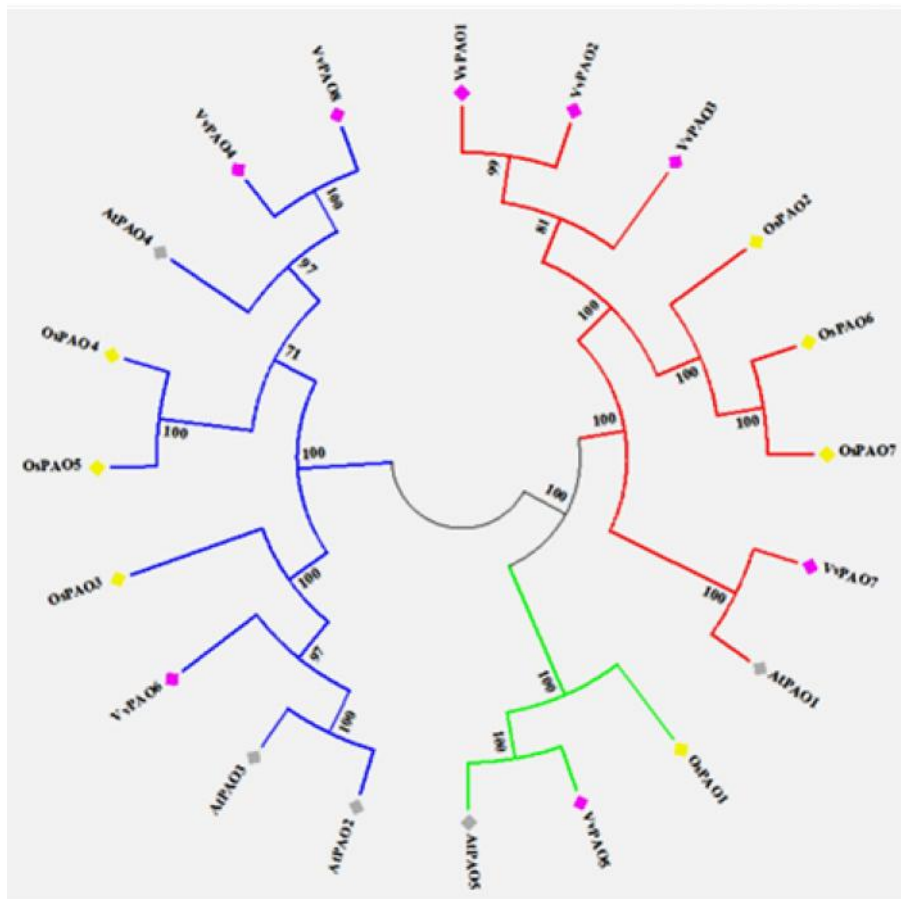 VvPAO1
VvPAO2
VvPAO3
OsPAO2
OsPAO6
OsPAO7
VvPAO7
AtPAO1
OsPAO1
VvPAO5
AtPAO5
AtPAO2
AtPAO3
VvPAO6
OsPAO3
OsPAO5
OsPAO4
AtPAO4
VvPAO4
VvPAO8
99
81
100
100
100
100
100
100
100
100
100
97
71
100
100
100
97
100